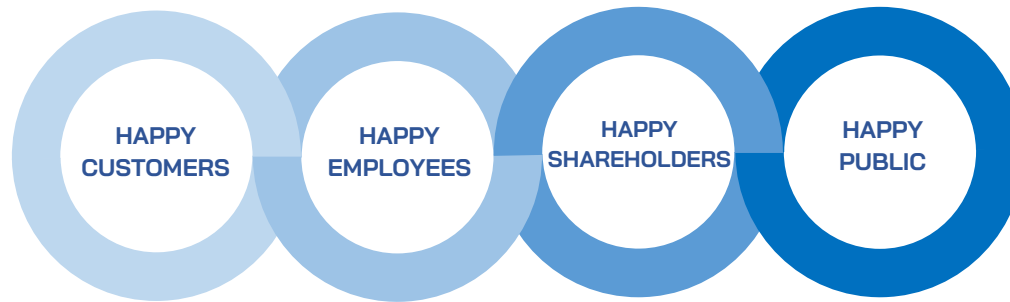 HAPPY
CUSTOMERS
HAPPY
EMPLOYEES
HAPPY
SHAREHOLDERS
HAPPY
PUBLIC